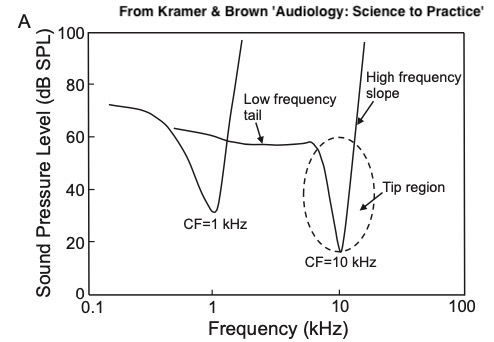 From Kramer & Brown 'Audiology: Science to Practice'
A
Sound Pressure Level (dB SPL)
100
80
60
40
20
0
Low frequency
tail
High frequency
slope
Tip region
CF=1 kHz
CF=10 kHz
0.1
1
10
100
Frequency (kHz)